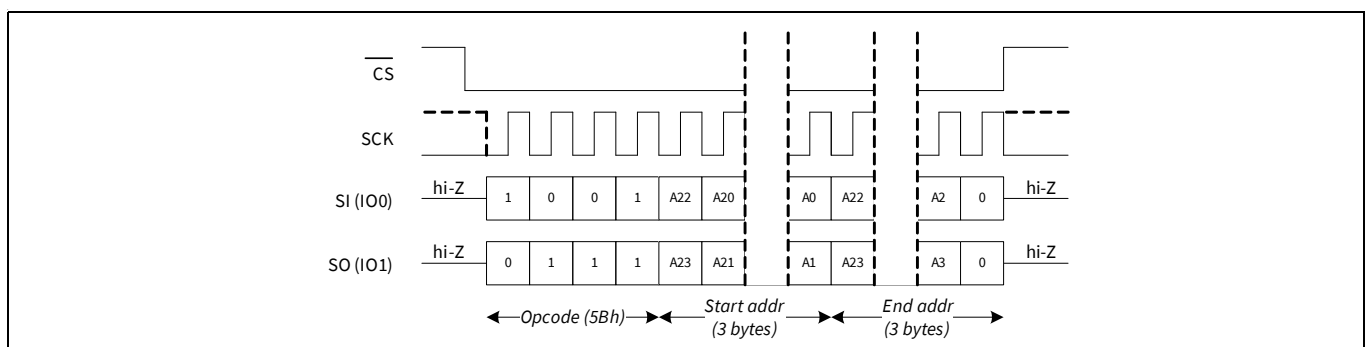 CS
SCK
SI (IO0) hi-Z 1 0 0 1 A22 A20 A0 A22 A2 0 hi-Z
SO (IO1) hi-Z 0 1 1 1 A23 A21 A1 A23 A3 0 hi-Z
Opcode (5Bh) Start addr (3 bytes) End addr (3 bytes)